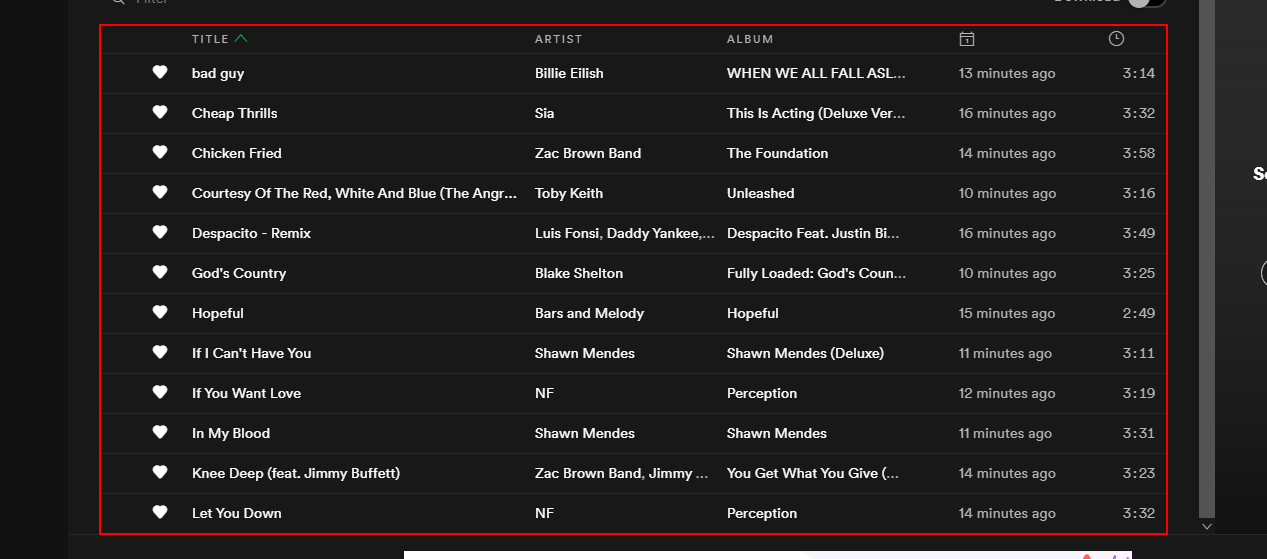 Filter Download
TITLE ARTIST ALBUM
bad guy Billie Eilish WHEN WE ALL FALL ASL... 13 minutes ago 3:14
Cheap Thrills Sia This Is Acting (Deluxe Ver... 16 minutes ago 3:32
Chicken Fried Zac Brown Band The Foundation 14 minutes ago 3:58
Courtesy Of The Red, White And Blue (The Angr... Toby Keith Unleashed 10 minutes ago 3:16
Despacito - Remix Luis Fonsi, Daddy Yankee,... Despacito Feat. Justin Bi... 16 minutes ago 3:49
God's Country Blake Shelton Fully Loaded: God's Coun... 10 minutes ago 3:25
Hopeful Bars and Melody Hopeful 15 minutes ago 2:49
If I Can't Have You Shawn Mendes Shawn Mendes (Deluxe) 11 minutes ago 3:11
If You Want Love NF Perception 12 minutes ago 3:19
In My Blood Shawn Mendes Shawn Mendes 11 minutes ago 3:31
Knee Deep (feat. Jimmy Buffett) Zac Brown Band, Jimmy ... You Get What You Give (... 14 minutes ago 3:23
Let You Down NF Perception 14 minutes ago 3:32